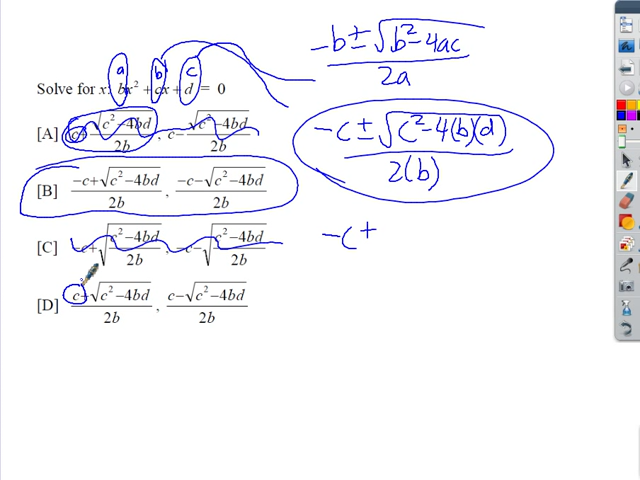 a b c
Solve for x: bx² + cx + d = 0
-b ± √(b² - 4ac) / 2a
[A] c + √(c² - 4bd) / 2b , c - √(c² - 4bd) / 2b
-c ± √(c² - 4(b)(d)) / 2(b)
[B] (-c + √(c² - 4bd)) / 2b , (-c - √(c² - 4bd)) / 2b
[C] -c + √((c² - 4bd) / 2b) , -c - √((c² - 4bd) / 2b)
-c +
[D] (c + √(c² - 4bd)) / 2b , (c - √(c² - 4bd)) / 2b